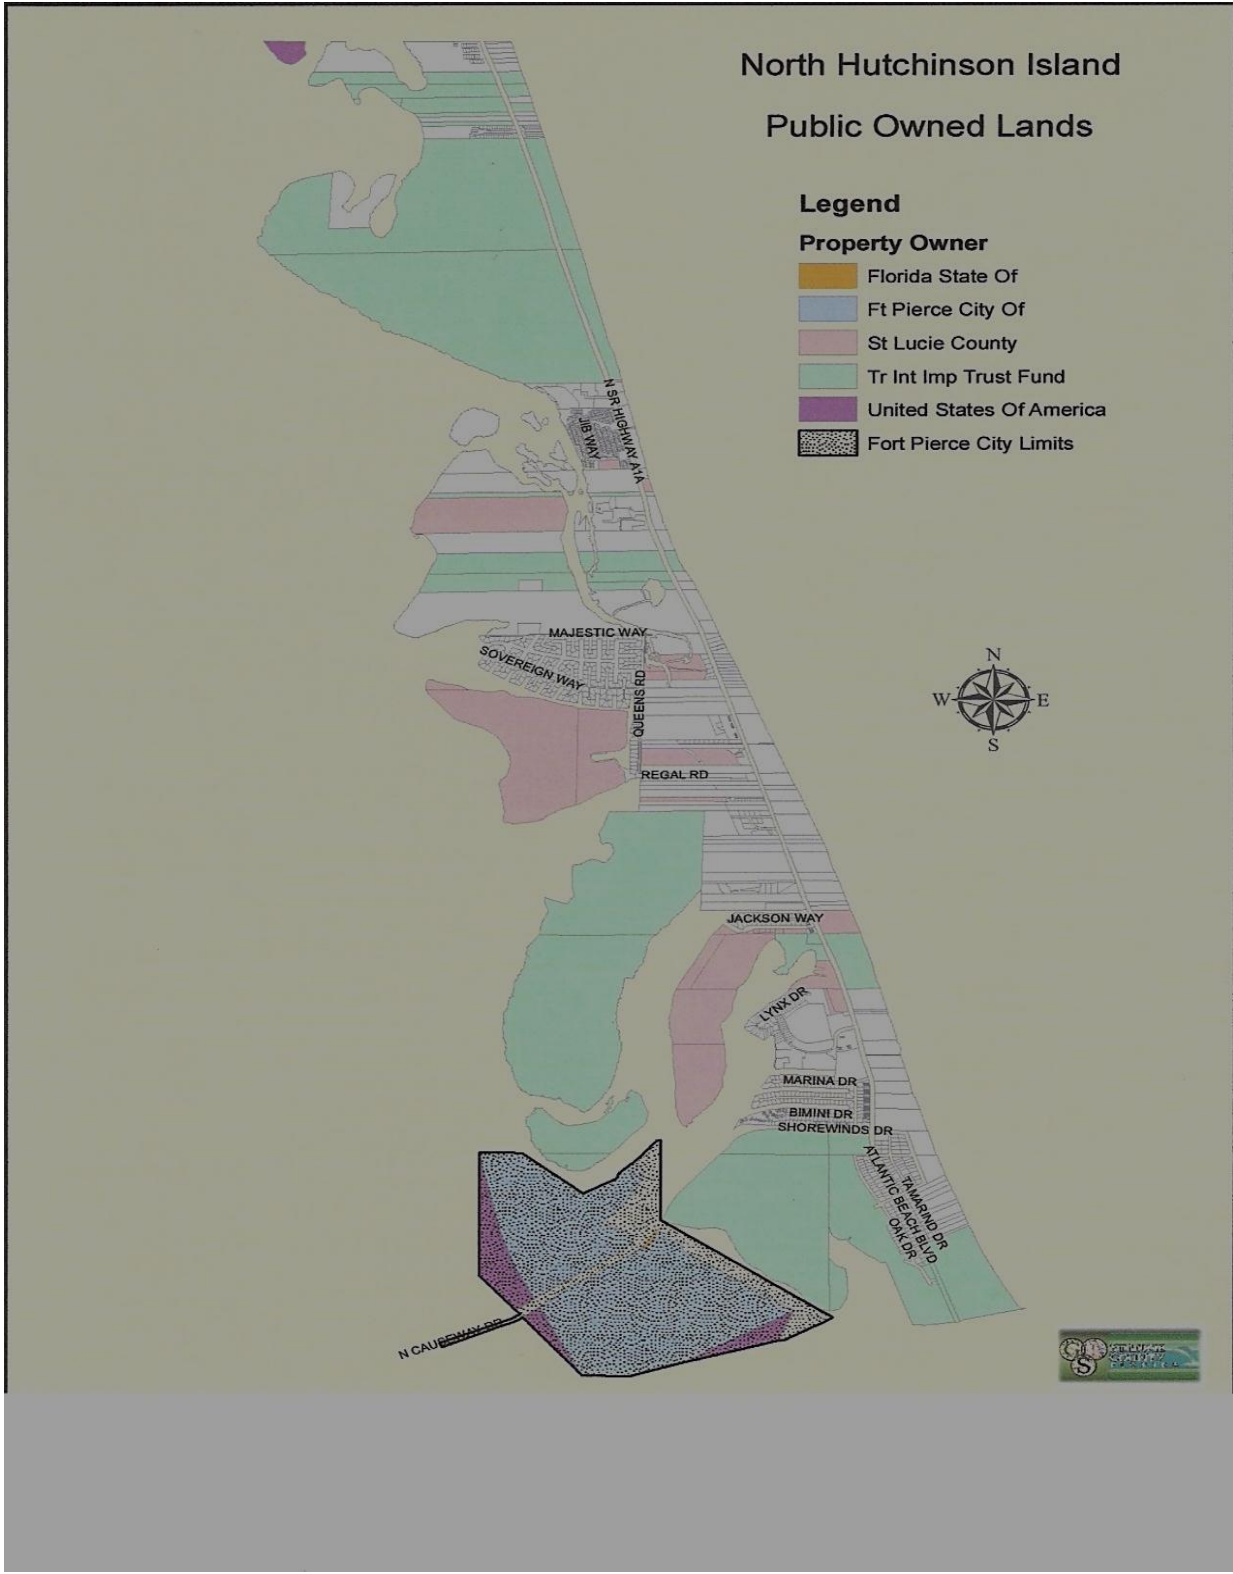 North Hutchinson Island
Public Owned Lands
Legend
Property Owner
Florida State Of
Ft Pierce City Of
St Lucie County
Tr Int Imp Trust Fund
United States Of America
Fort Pierce City Limits
N SR HIGHWAY A1A
JIB WAY
MAJESTIC WAY
SOVEREIGN WAY
QUEENS RD
REGAL RD
N
W
E
S
JACKSON WAY
LYNX DR
MARINA DR
BIMINI DR
SHOREWINDS DR
ATLANTIC BEACH BLVD
TAMARIND DR
OAK DR
N CAUSEWAY DR
G
S